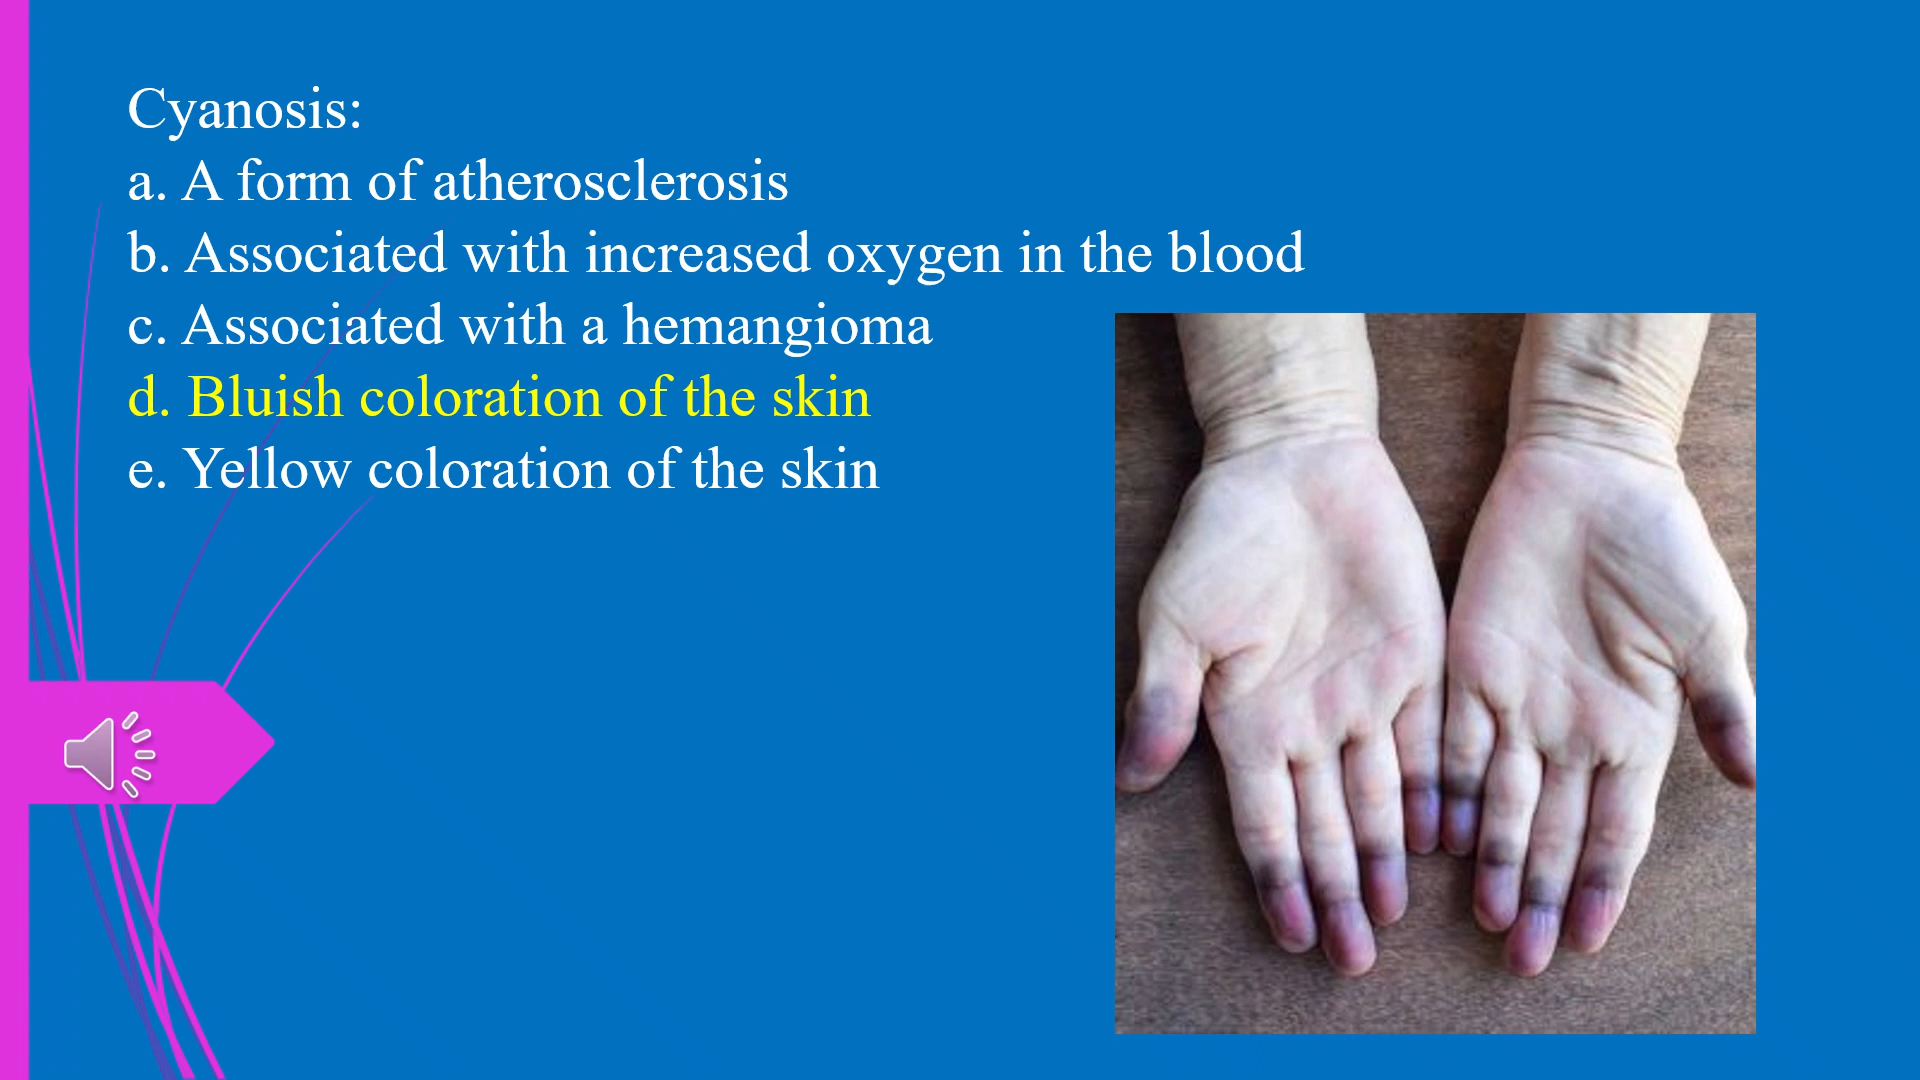 Cyanosis:
a. A form of atherosclerosis
b. Associated with increased oxygen in the blood
c. Associated with a hemangioma
d. Bluish coloration of the skin
e. Yellow coloration of the skin